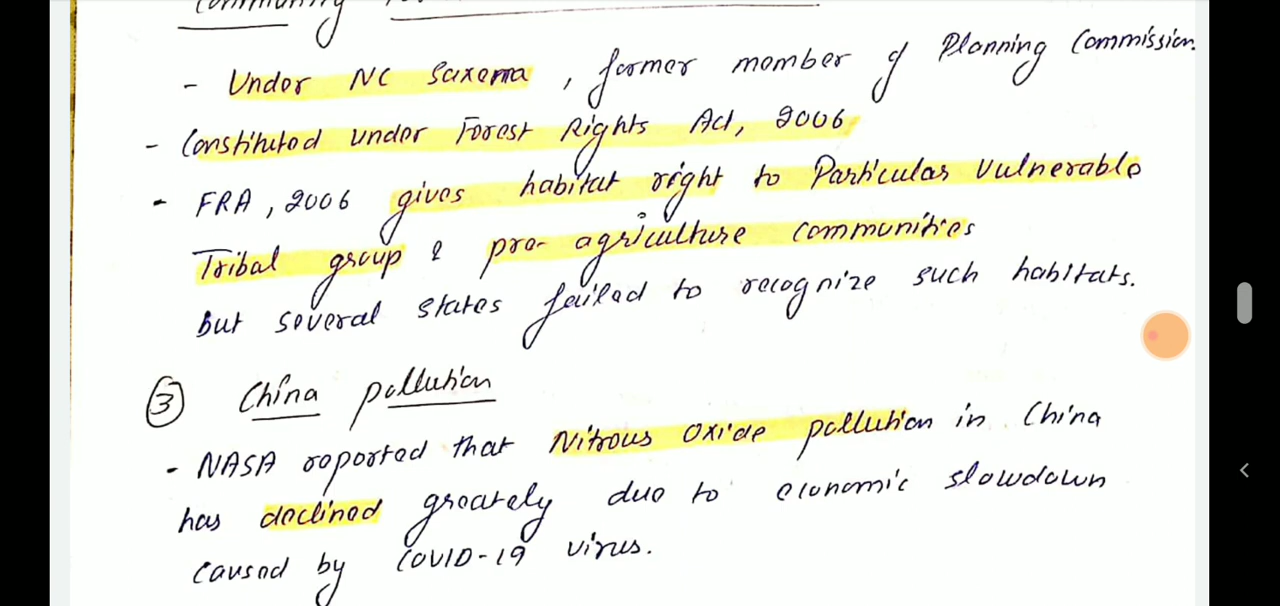 Community
- Under NC Saxena, former member of Planning Commission.
- Constituted under Forest Rights Act, 2006
- FRA, 2006 gives habitat right to Particular Vulnerable
Tribal group & pre-agriculture communities
but several states failed to recognize such habitats.
③ China pollution
- NASA reported that Nitrous Oxide pollution in China
has declined greately due to economic slowdown
caused by COVID-19 virus.